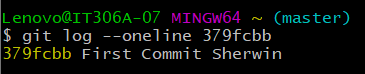 Lenovo@IT306A-07 MINGW64 ~ (master)
$ git log --oneline 379fcbb
379fcbb First Commit Sherwin